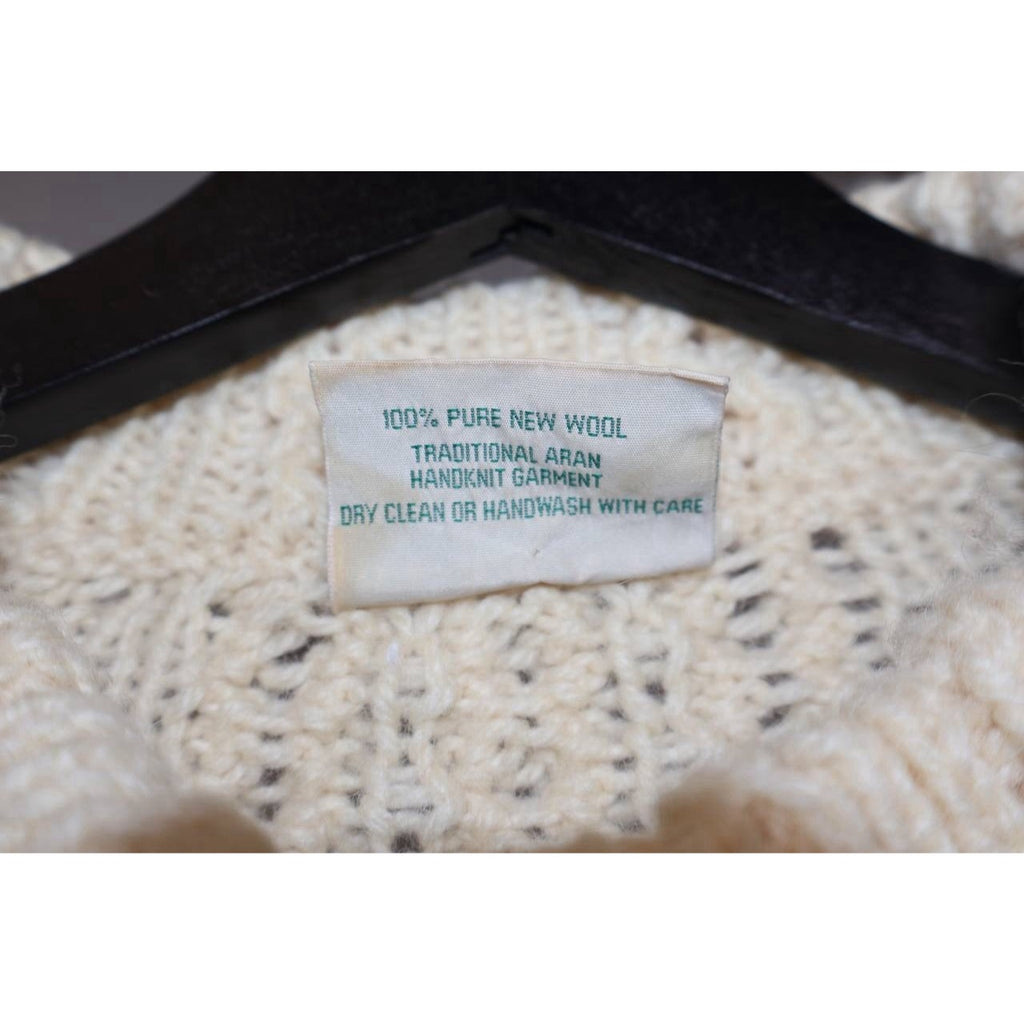 100% PURE NEW WOOL
TRADITIONAL ARAN
HANDKNIT GARMENT
DRY CLEAN OR HANDWASH WITH CARE